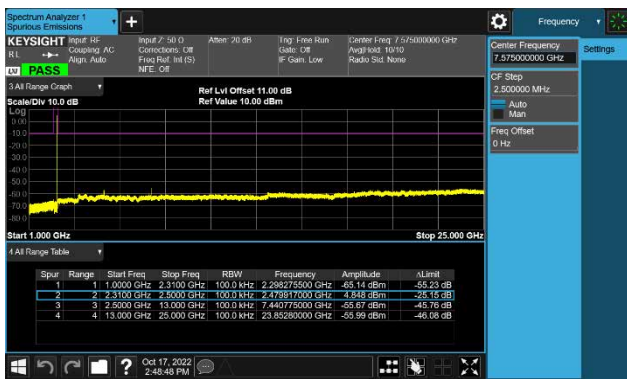 Spectrum Analyzer 1
Spurious Emissions
+
Frequency
KEYSIGHT Input: RF Input Z: 50 Ω Atten: 20 dB Trig: Free Run Center Freq: 7.575000000 GHz
RL Coupling: AC Corrections: Off Gate: Off Avg|Hold: 10/10
Align: Auto Freq Ref: Int (S) IF Gain: Low Radio Std: None
NFE: Off
LXI PASS
Center Frequency
7.575000000 GHz
Settings
CF Step
2.500000 MHz
Auto
Man
Freq Offset
0 Hz
3 All Range Graph
Ref Lvl Offset 11.00 dB
Scale/Div 10.0 dB Ref Value 10.00 dBm
Log
0.00
-10.0
-20.0
-30.0
-40.0
-50.0
-60.0
-70.0
-80.0
Start 1.000 GHz Stop 25.000 GHz
4 All Range Table
Spur Range Start Freq Stop Freq RBW Frequency Amplitude ΔLimit
1 1 1.0000 GHz 2.3100 GHz 100.0 kHz 2.298275500 GHz -65.14 dBm -55.23 dB
2 2 2.3100 GHz 2.5000 GHz 100.0 kHz 2.479917000 GHz 4.848 dBm -25.15 dB
3 3 2.5000 GHz 13.000 GHz 100.0 kHz 7.440775000 GHz -55.67 dBm -45.76 dB
4 4 13.000 GHz 25.000 GHz 100.0 kHz 23.85280000 GHz -55.99 dBm -46.08 dB
?
Oct 17, 2022
2:48:48 PM